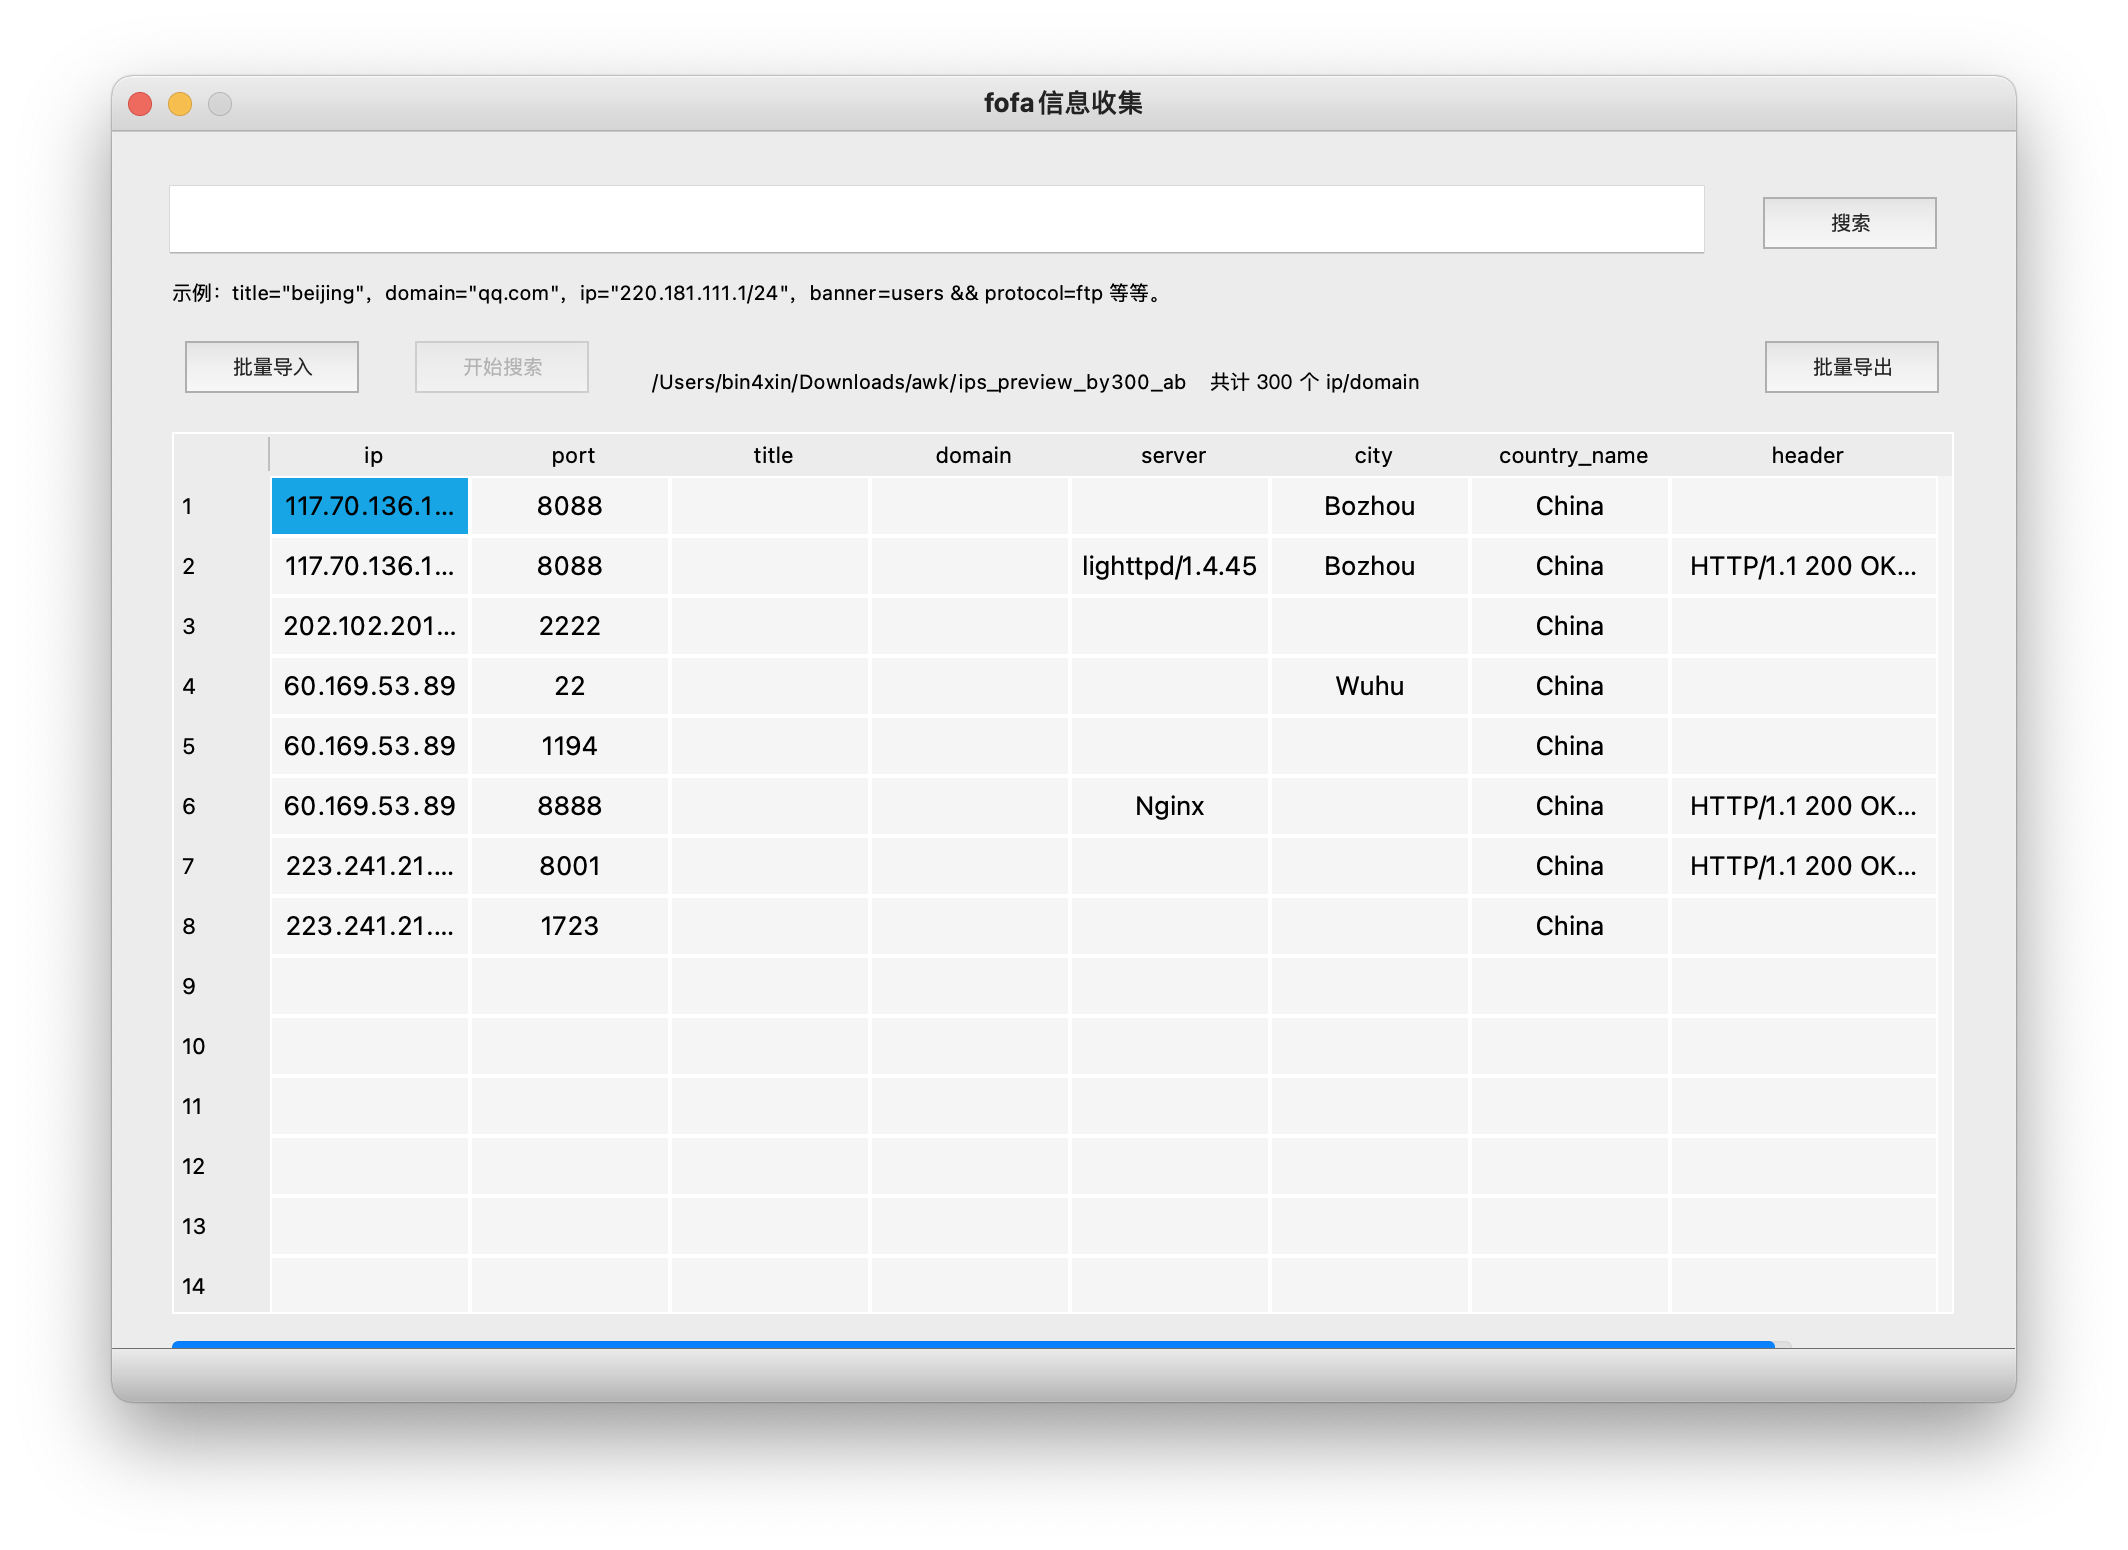 fofa信息收集
搜索
示例：title="beijing"，domain="qq.com"，ip="220.181.111.1/24"，banner=users && protocol=ftp 等等。
批量导入 开始搜索 /Users/bin4xin/Downloads/awk/ips_preview_by300_ab 共计 300 个 ip/domain 批量导出
ip port title domain server city country_name header
1 117.70.136.1... 8088 Bozhou China
2 117.70.136.1... 8088 lighttpd/1.4.45 Bozhou China HTTP/1.1 200 OK...
3 202.102.201... 2222 China
4 60.169.53.89 22 Wuhu China
5 60.169.53.89 1194 China
6 60.169.53.89 8888 Nginx China HTTP/1.1 200 OK...
7 223.241.21.... 8001 China HTTP/1.1 200 OK...
8 223.241.21.... 1723 China
9
10
11
12
13
14